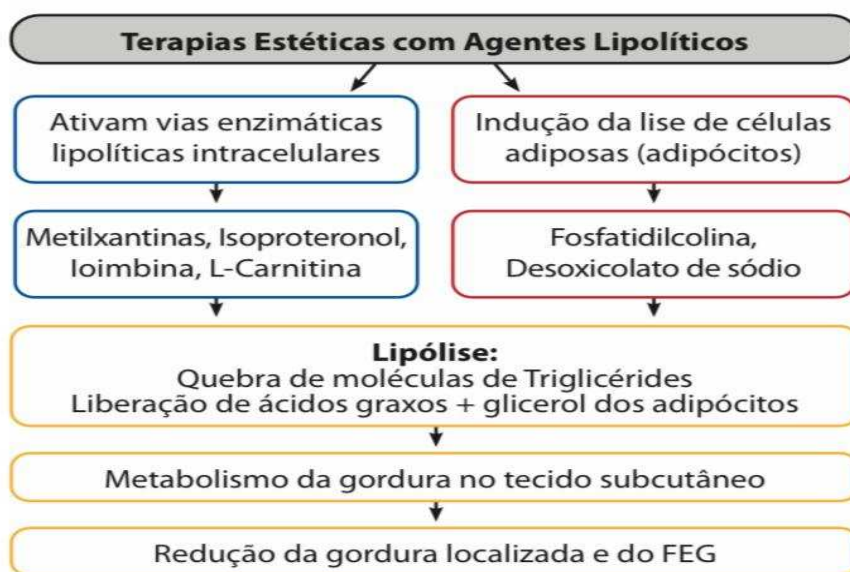 Terapias Estéticas com Agentes Lipolíticos
Ativam vias enzimáticas
lipolíticas intracelulares
Indução da lise de células
adiposas (adipócitos)
Metilxantinas, Isoproteronol,
Ioimbina, L-Carnitina
Fosfatidilcolina,
Desoxicolato de sódio
Lipólise:
Quebra de moléculas de Triglicérides
Liberação de ácidos graxos + glicerol dos adipócitos
Metabolismo da gordura no tecido subcutâneo
Redução da gordura localizada e do FEG